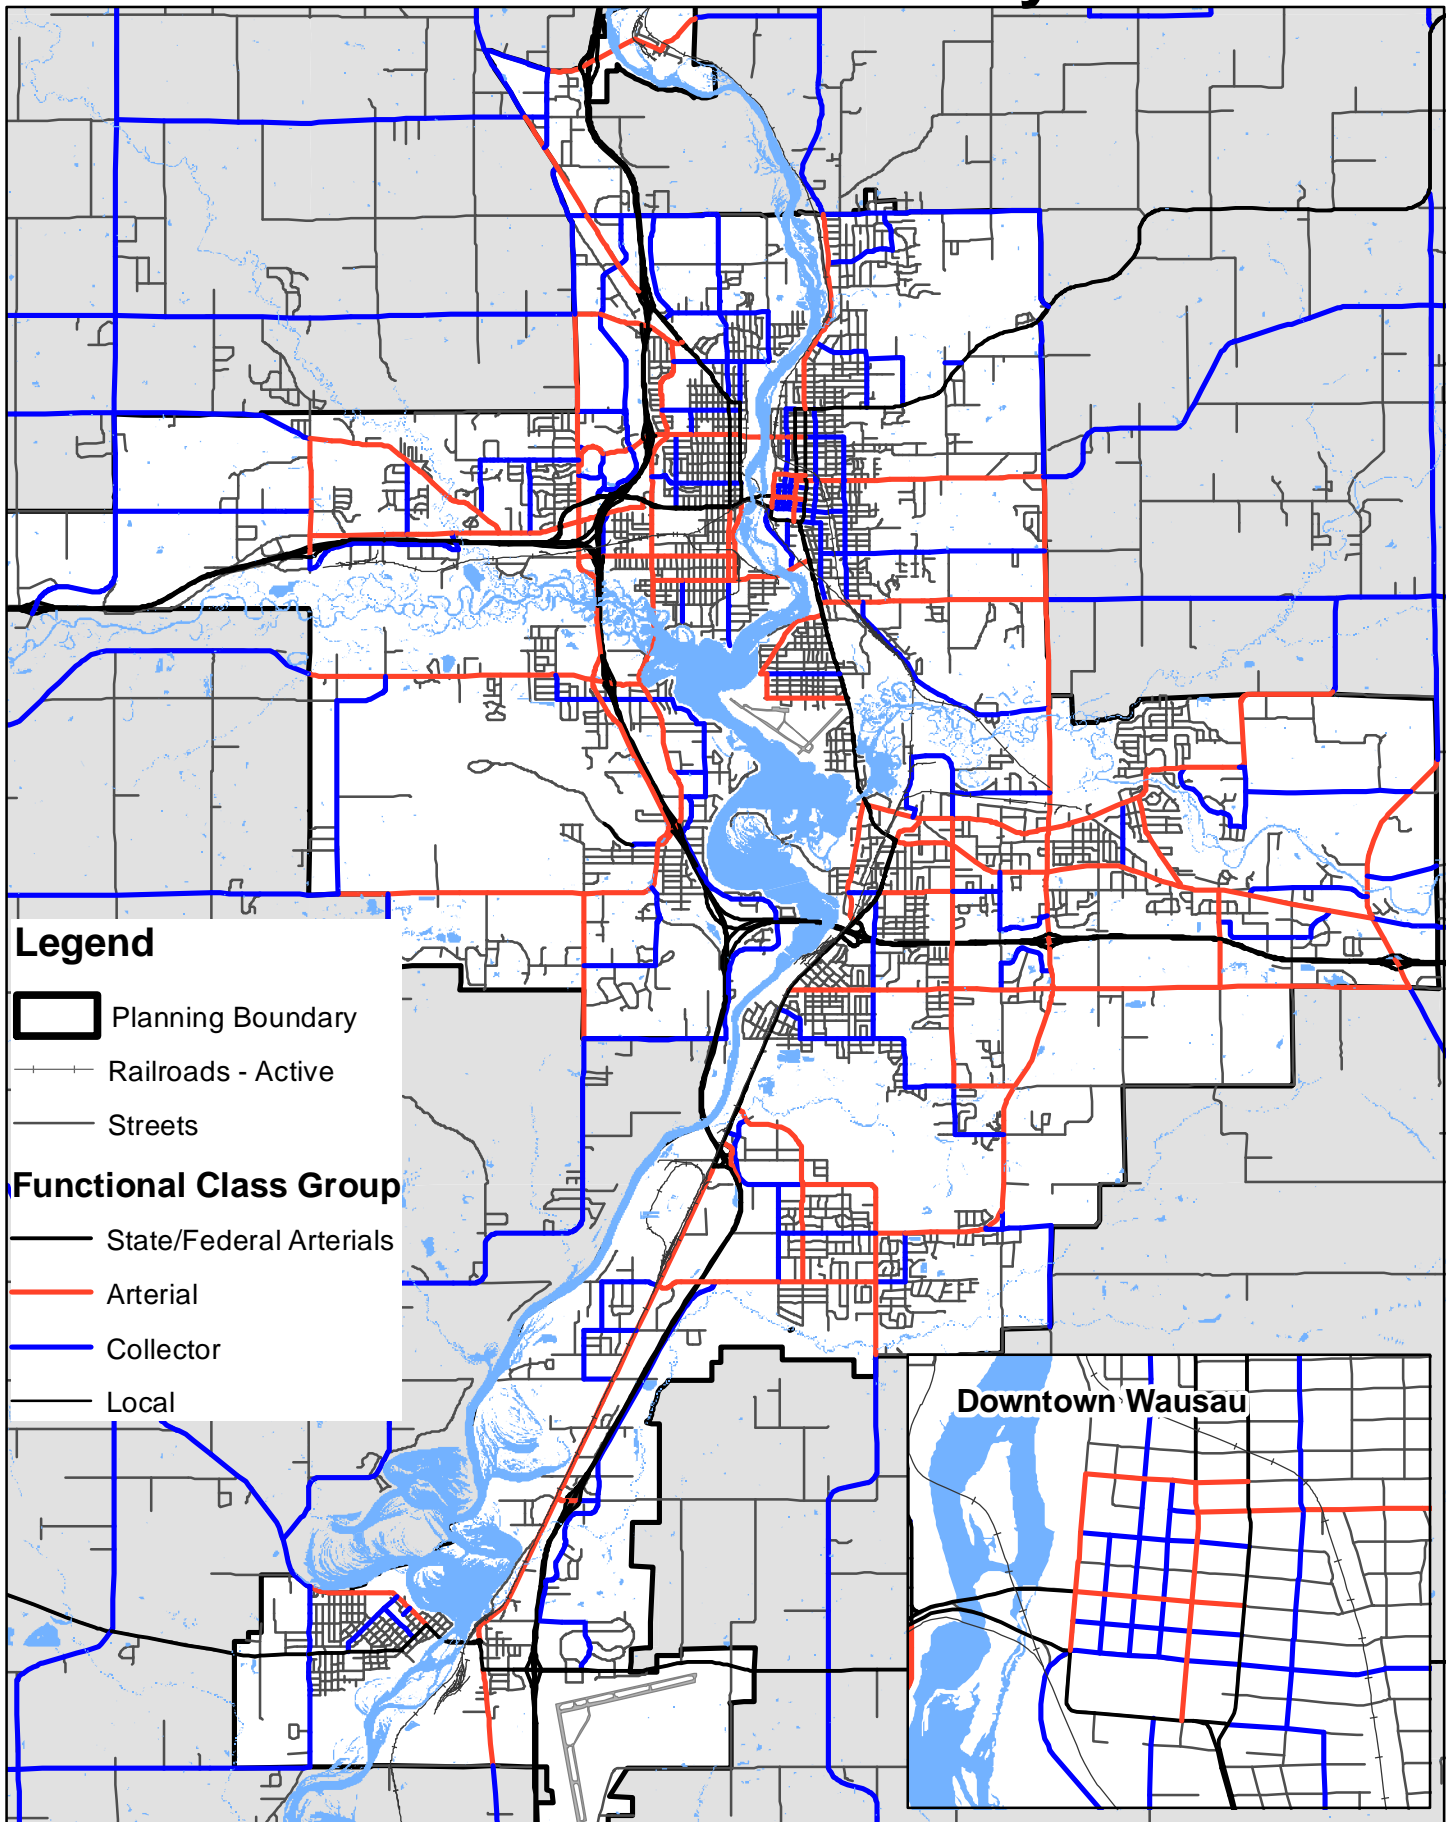 Legend
Planning Boundary
Railroads - Active
Streets
Functional Class Group
State/Federal Arterials
Arterial
Collector
Local
Downtown Wausau